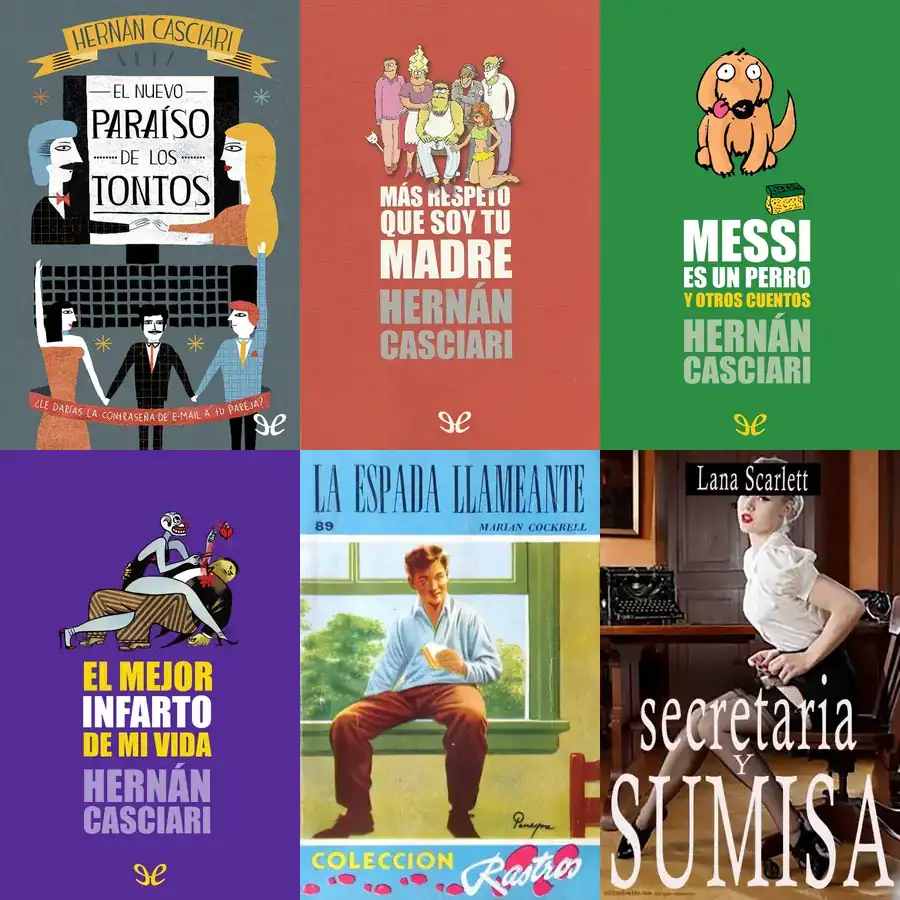 HERNÁN CASCIARI
EL NUEVO
PARAÍSO
DE LOS
TONTOS
¿LE DARÍAS LA CONTRASEÑA DE E-MAIL A TU PAREJA?
MÁS RESPETO
QUE SOY TU
MADRE
HERNÁN
CASCIARI
MESSI
ES UN PERRO
Y OTROS CUENTOS
HERNÁN
CASCIARI
EL MEJOR
INFARTO
DE MI VIDA
HERNÁN
CASCIARI
LA ESPADA LLAMEANTE
89
MARIAN COCKRELL
COLECCION
Rastros
Lana Scarlett
secretaria
Y
SUMISA